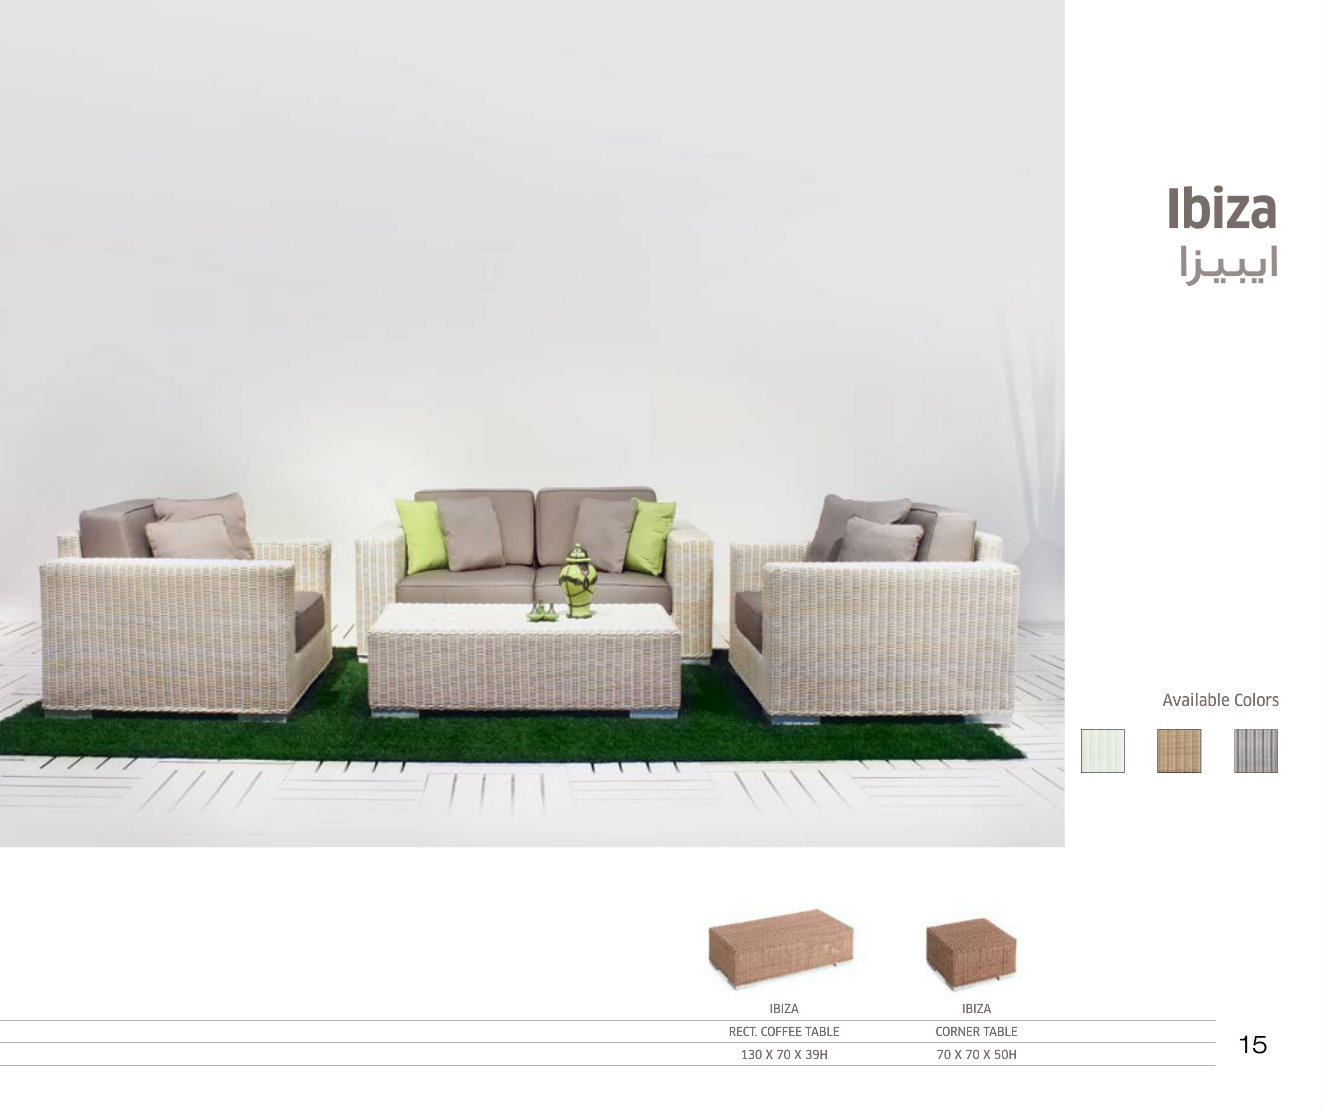 Ibiza
ايبيزا
Available Colors
IBIZA IBIZA
RECT. COFFEE TABLE CORNER TABLE
130 X 70 X 39H 70 X 70 X 50H
15